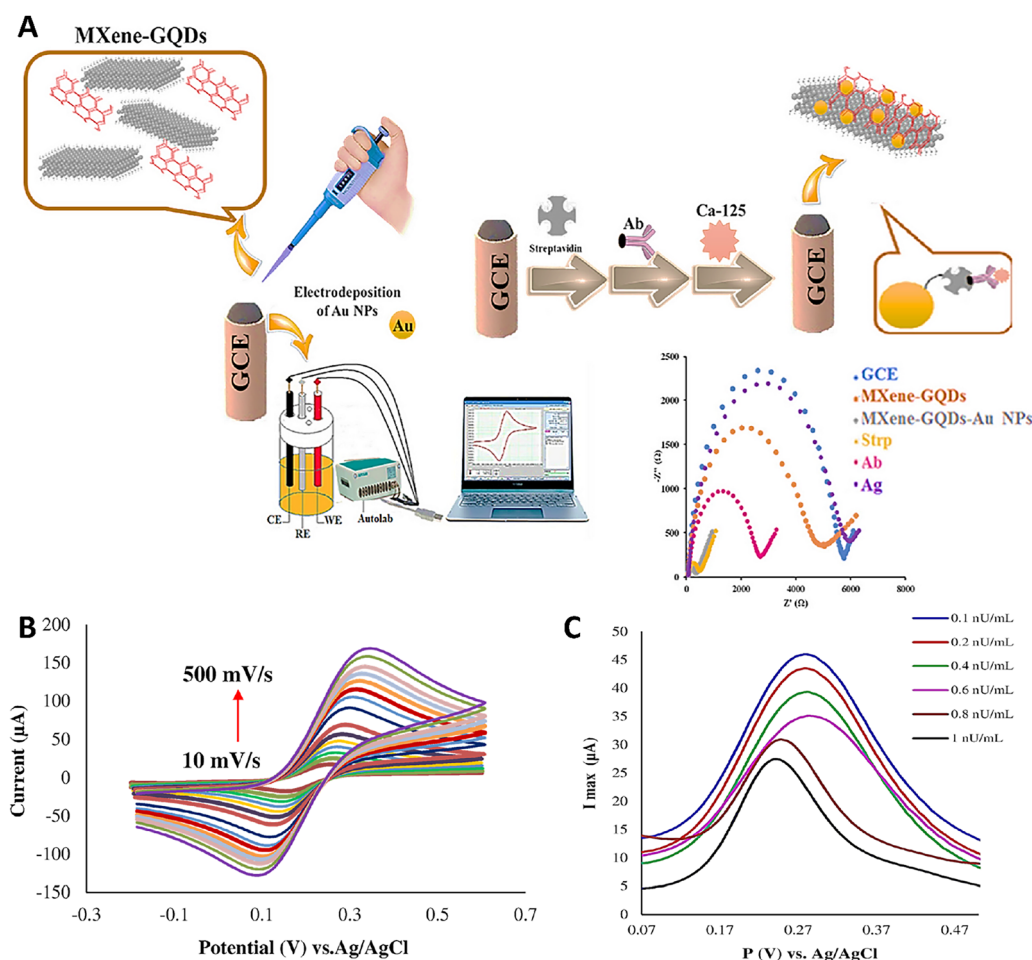 A
MXene-GQDs
GCE
Electrodeposition
of Au NPs
Au
CE
RE
WE
Autolab
GCE
Streptavidin
Ab
Ca-125
GCE
2500
2000
1500
1000
500
0
-Z'' (Ω)
0
2000
4000
6000
8000
Z' (Ω)
GCE
MXene-GQDs
MXene-GQDs-Au NPs
Strp
Ab
Ag
B
200
150
100
50
0
-50
-100
-150
Current (µA)
500 mV/s
10 mV/s
-0.3
-0.1
0.1
0.3
0.5
0.7
Potential (V) vs.Ag/AgCl
C
50
45
40
35
30
25
20
15
10
5
0
I max (µA)
0.07
0.17
0.27
0.37
0.47
P (V) vs. Ag/AgCl
0.1 nU/mL
0.2 nU/mL
0.4 nU/mL
0.6 nU/mL
0.8 nU/mL
1 nU/mL